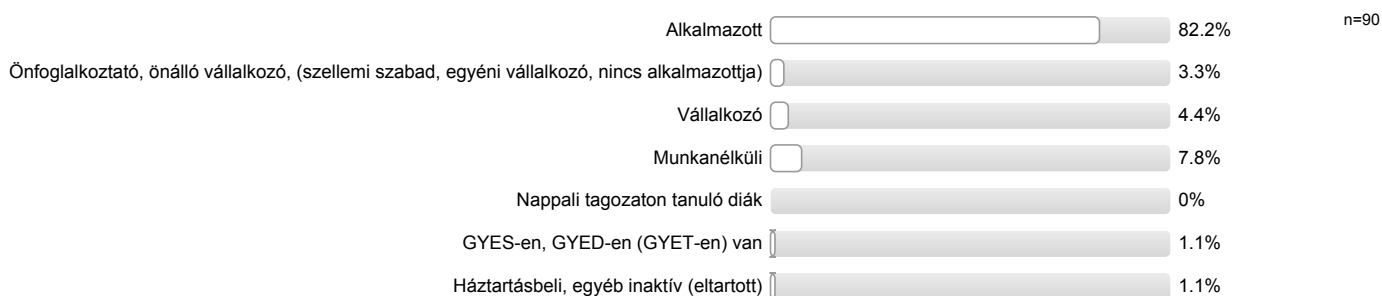 Alkalmazott 82.2% n=90
Önfoglalkoztató, önálló vállalkozó, (szellemi szabad, egyéni vállalkozó, nincs alkalmazottja) 3.3%
Vállalkozó 4.4%
Munkanélküli 7.8%
Nappali tagozaton tanuló diák 0%
GYES-en, GYED-en (GYET-en) van 1.1%
Háztartásbeli, egyéb inaktív (eltartott) 1.1%